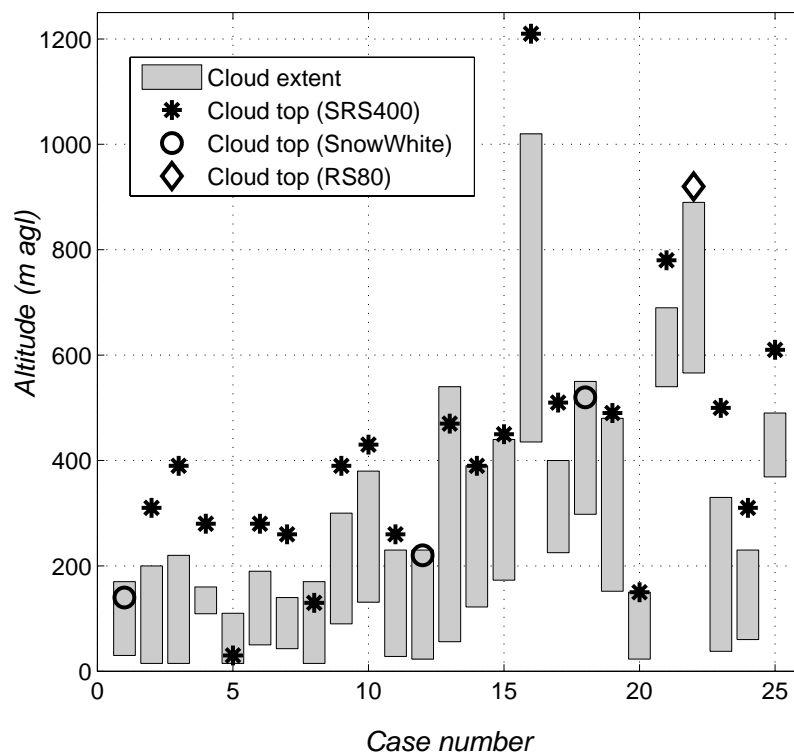 1200
1000
800
600
400
200
0
Altitude (m agl)
Cloud extent
Cloud top (SRS400)
Cloud top (SnowWhite)
Cloud top (RS80)
0 5 10 15 20 25
Case number